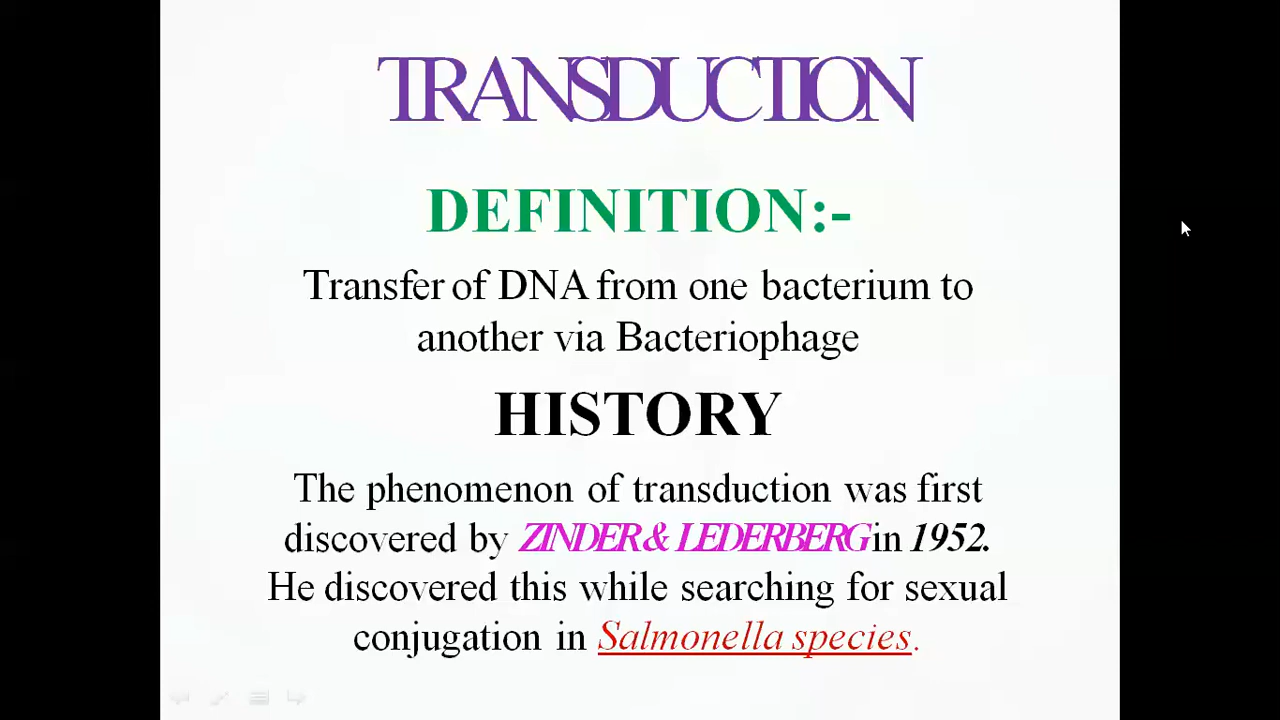 TRANSDUCTION
DEFINITION:-
Transfer of DNA from one bacterium to
another via Bacteriophage
HISTORY
The phenomenon of transduction was first
discovered by ZINDER & LEDERBERG in 1952.
He discovered this while searching for sexual
conjugation in Salmonella species.